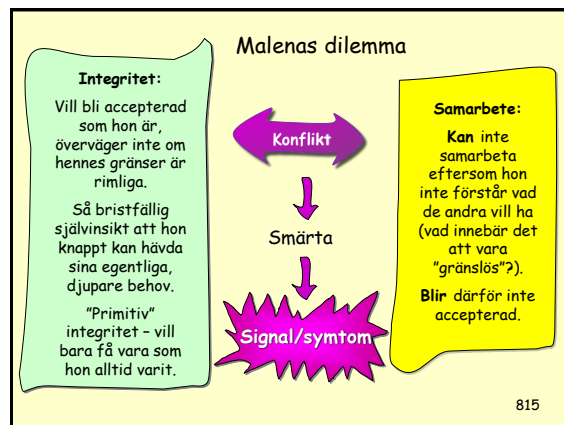 Malenas dilemma
Integritet:
Vill bli accepterad
som hon är,
överväger inte om
hennes gränser är
rimliga.
Så bristfällig
självinsikt att hon
knappt kan hävda
sina egentliga,
djupare behov.
”Primitiv”
integritet – vill
bara få vara som
hon alltid varit.
Konflikt
Smärta
Signal/symtom
Samarbete:
Kan inte
samarbeta
eftersom hon
inte förstår vad
de andra vill ha
(vad innebär det
att vara
”gränslös”?).
Blir därför inte
accepterad.
815